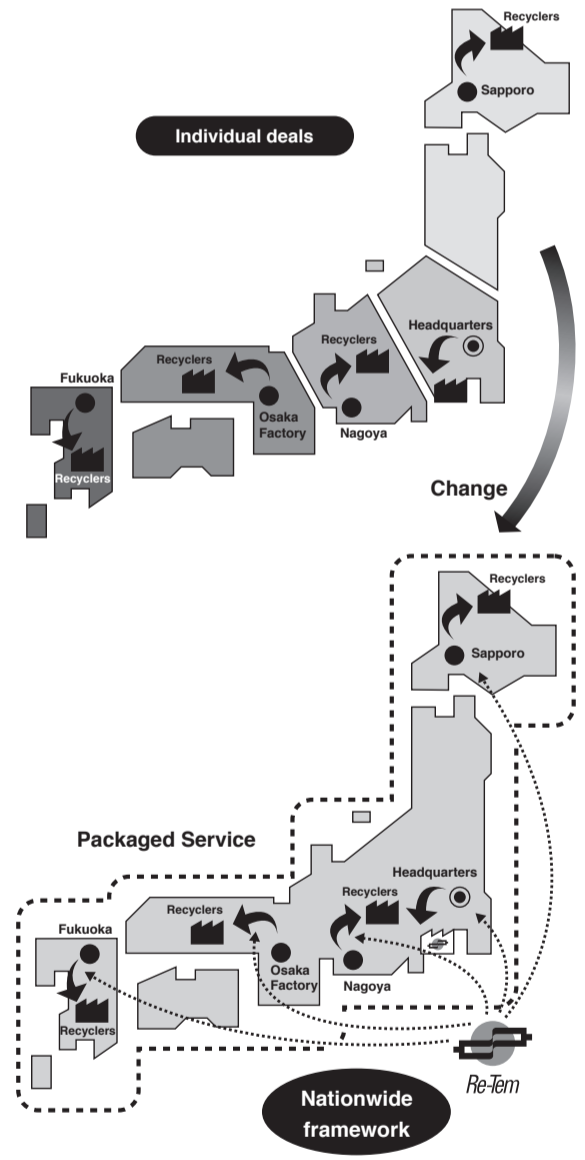 Recyclers
Sapporo
Individual deals
Headquarters
Recyclers
Recyclers
Fukuoka
Osaka
Factory
Nagoya
Recyclers
Change
Recyclers
Sapporo
Packaged Service
Headquarters
Recyclers
Recyclers
Fukuoka
Osaka
Factory
Nagoya
Recyclers
Re-Tem
Nationwide
framework